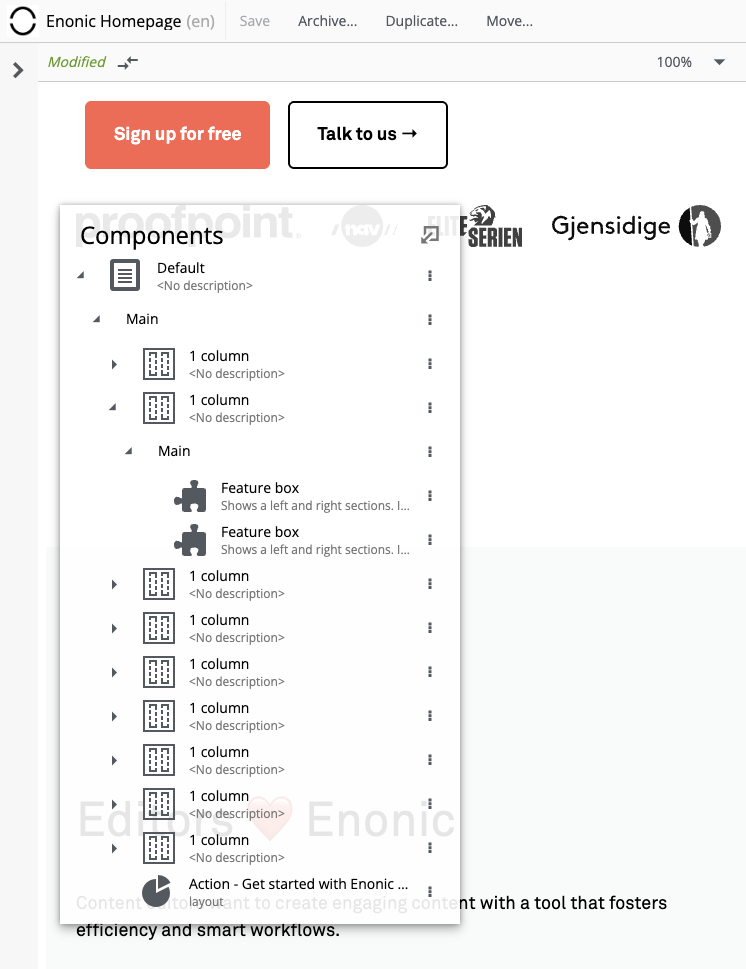 Enonic Homepage (en) Save Archive... Duplicate... Move...
Modified 100%
Sign up for free Talk to us →
proofpoint. nav ELITE SERIEN Gjensidige
Components
Default
<No description>
Main
1 column
<No description>
1 column
<No description>
Main
Feature box
Shows a left and right sections. I...
Feature box
Shows a left and right sections. I...
1 column
<No description>
1 column
<No description>
1 column
<No description>
1 column
<No description>
1 column
<No description>
1 column
<No description>
Editors ❤️ Enonic
1 column
<No description>
Action - Get started with Enonic ...
layout
Content editors want to create engaging content with a tool that fosters
efficiency and smart workflows.